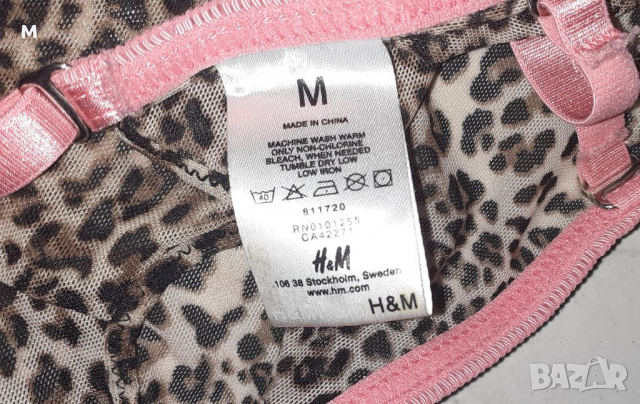 M
M
MADE IN CHINA
MACHINE WASH WARM
ONLY NON-CHLORINE
BLEACH, WHEN NEEDED
TUMBLE DRY LOW
LOW IRON
40
811720
RN0101255
CA42277
H&M
106 38 Stockholm, Sweden
www.hm.com
H&M
BAZAR